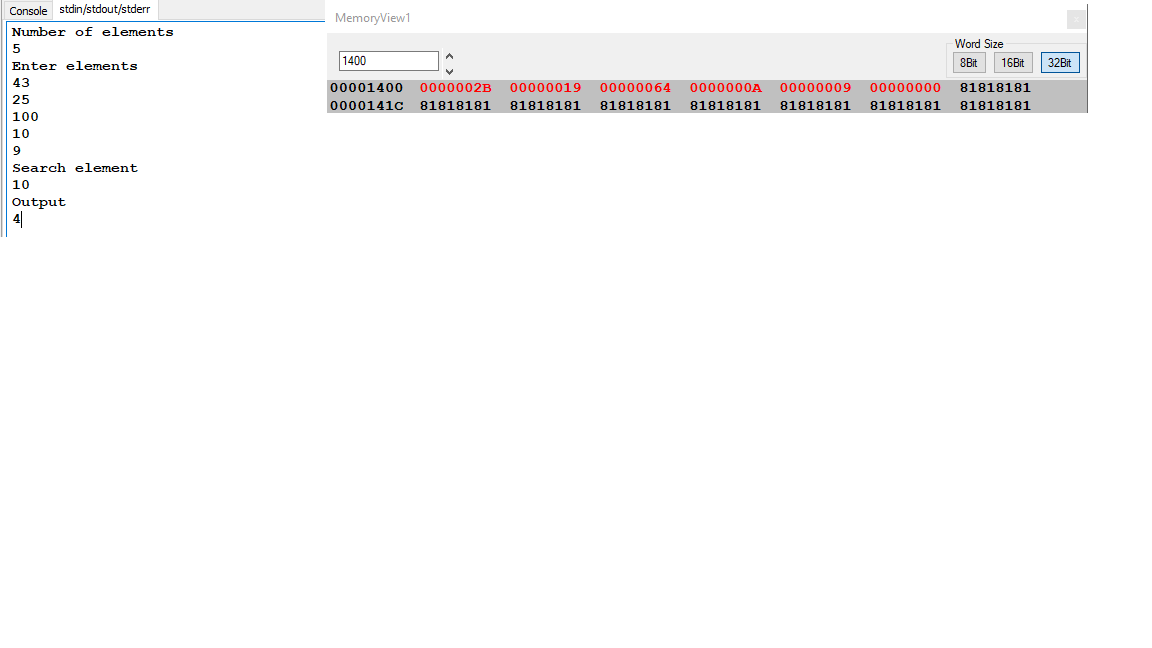 Console stdin/stdout/stderr
Number of elements
5
Enter elements
43
25
100
10
9
Search element
10
Output
4
MemoryView1
1400
Word Size
8Bit 16Bit 32Bit
00001400 0000002B 00000019 00000064 0000000A 00000009 00000000 81818181
0000141C 81818181 81818181 81818181 81818181 81818181 81818181 81818181